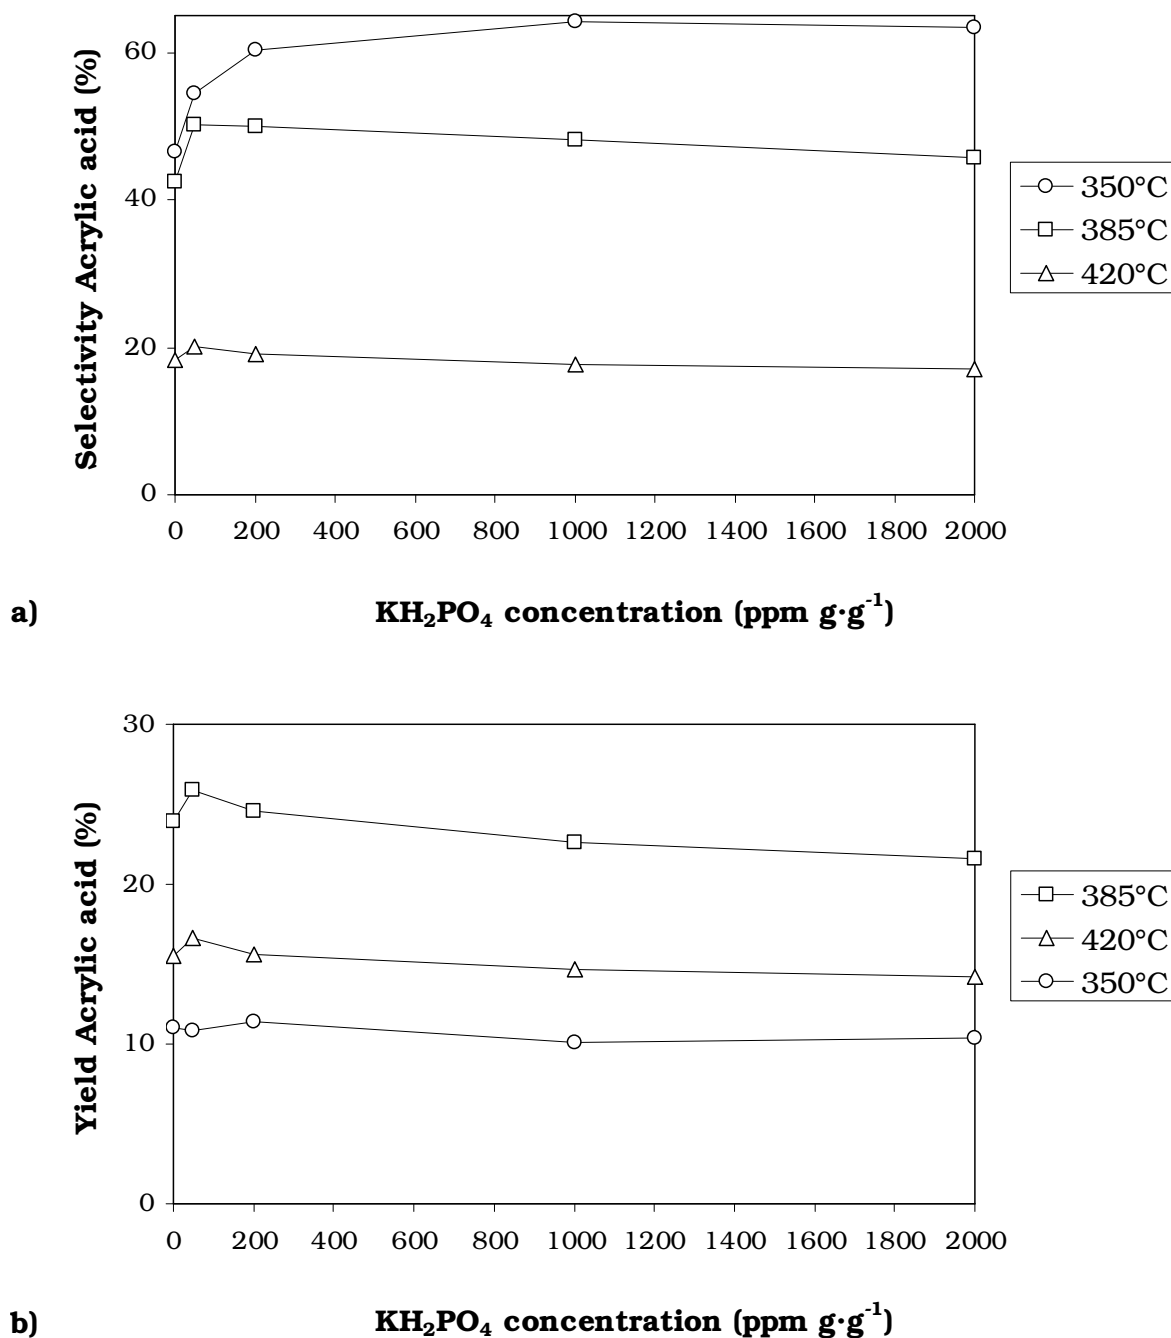 Selectivity Acrylic acid (%)
60
40
20
0
0 200 400 600 800 1000 1200 1400 1600 1800 2000
350°C
385°C
420°C
a)
KH₂PO₄ concentration (ppm g·g⁻¹)
Yield Acrylic acid (%)
30
20
10
0
0 200 400 600 800 1000 1200 1400 1600 1800 2000
385°C
420°C
350°C
b)
KH₂PO₄ concentration (ppm g·g⁻¹)